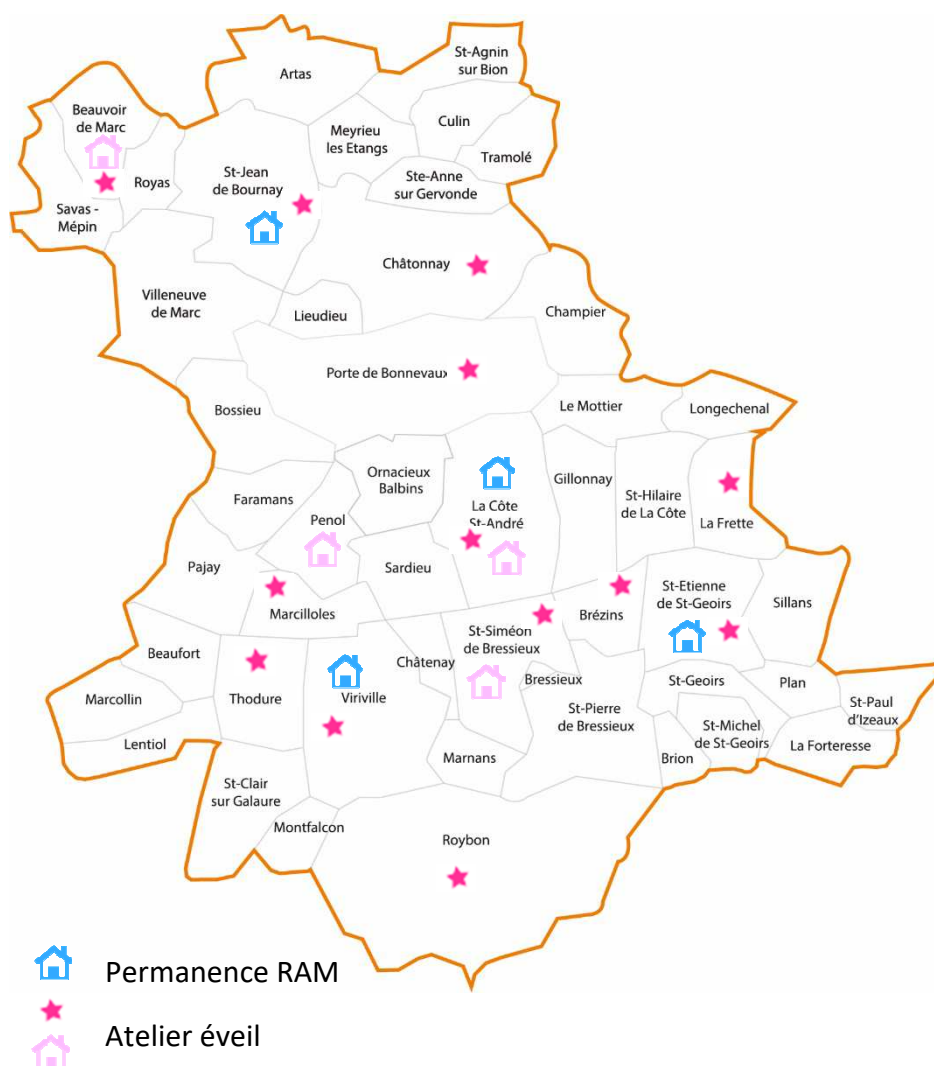 St-Agnin
sur Bion
Artas
Beauvoir
de Marc
Culin
Meyrieu
les Etangs
Tramolé
St-Jean
de Bournay
Royas
Ste-Anne
sur Gervonde
Savas -
Mépin
Châtonnay
Villeneuve
de Marc
Lieudieu
Champier
Porte de Bonnevaux
Bossieu
Le Mottier
Longechenal
Ornacieux
Balbins
Gillonnay
Faramans
St-Hilaire
de La Côte
La Côte
St-André
Penol
La Frette
Pajay
Sardieu
St-Etienne
de St-Geoirs
Sillans
Marcilloles
Brézins
St-Siméon
de Bressieux
Beaufort
Châtenay
Bressieux
St-Geoirs
Plan
Marcollin
Thodure
Viriville
St-Paul
d'Izeaux
St-Pierre
de Bressieux
St-Michel
de St-Geoirs
Lentiol
La Forteresse
Marnans
Brion
St-Clair
sur Galaure
Montfalcon
Roybon
Permanence RAM
Atelier éveil